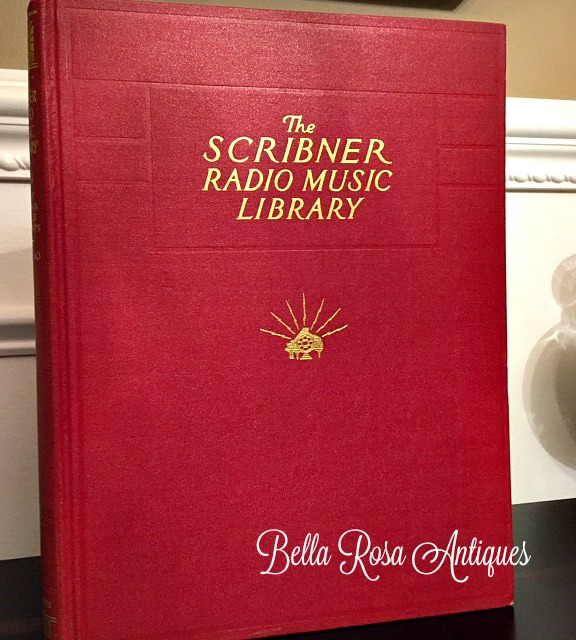 The
SCRIBNER
RADIO MUSIC
LIBRARY
Bella Rosa Antiques